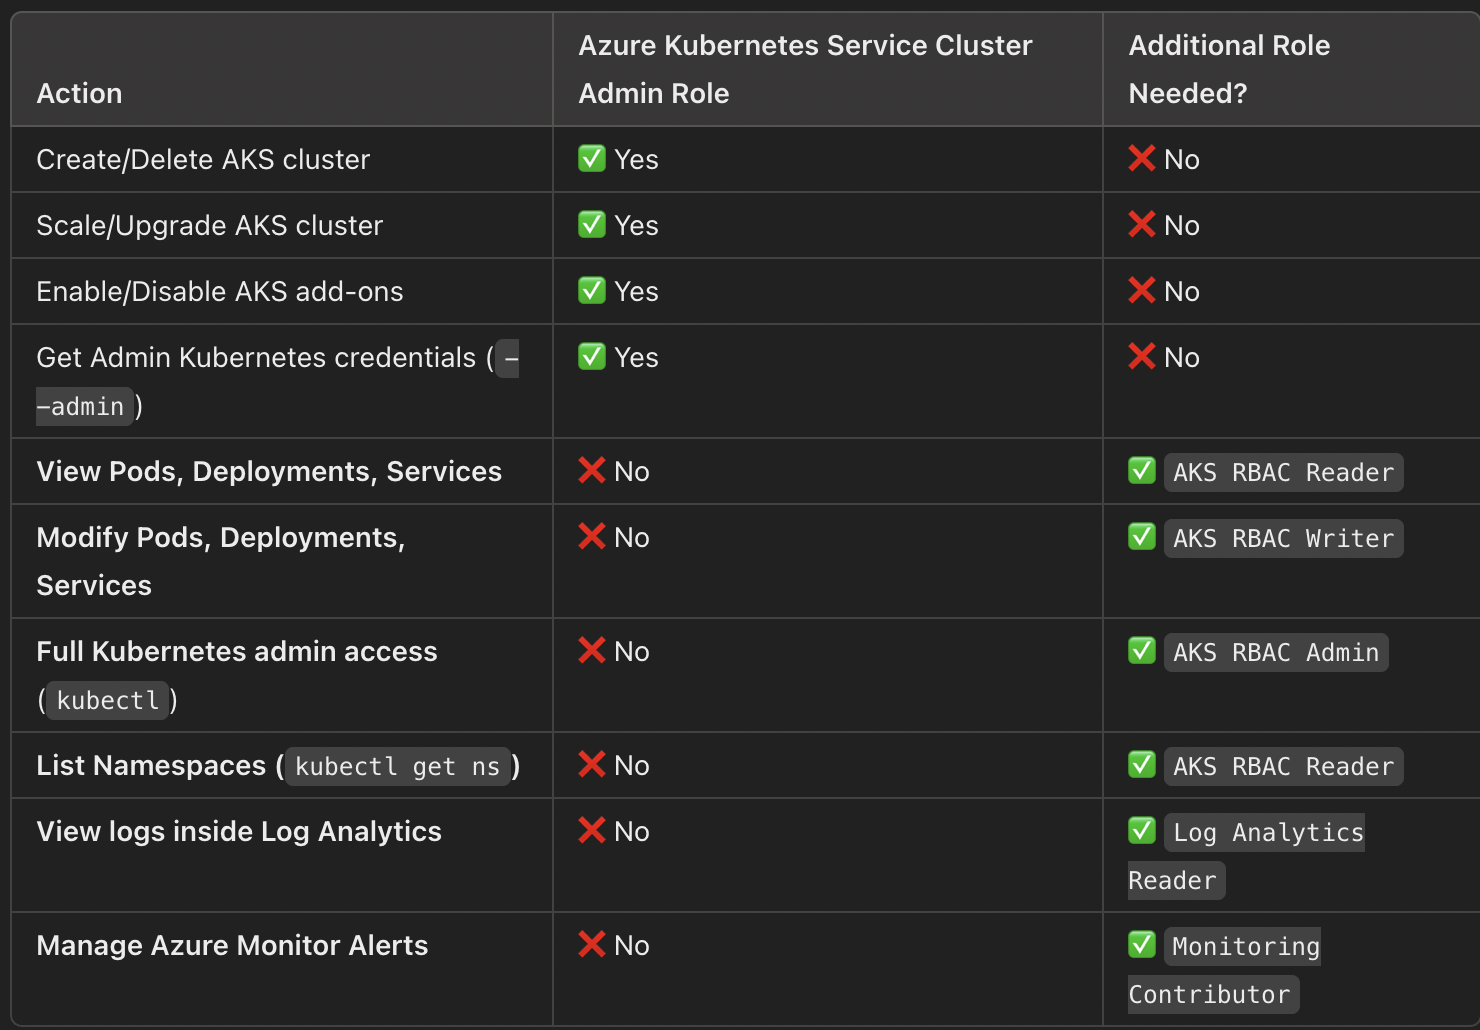 Azure Kubernetes Service Cluster
Additional Role
Action
Admin Role
Needed?
Create/Delete AKS cluster
✅ Yes
❌ No
Scale/Upgrade AKS cluster
✅ Yes
❌ No
Enable/Disable AKS add-ons
✅ Yes
❌ No
Get Admin Kubernetes credentials ( –
–admin )
✅ Yes
❌ No
View Pods, Deployments, Services
❌ No
✅ AKS RBAC Reader
Modify Pods, Deployments,
Services
❌ No
✅ AKS RBAC Writer
Full Kubernetes admin access
( kubectl )
❌ No
✅ AKS RBAC Admin
List Namespaces ( kubectl get ns )
❌ No
✅ AKS RBAC Reader
View logs inside Log Analytics
❌ No
✅ Log Analytics
Reader
Manage Azure Monitor Alerts
❌ No
✅ Monitoring
Contributor